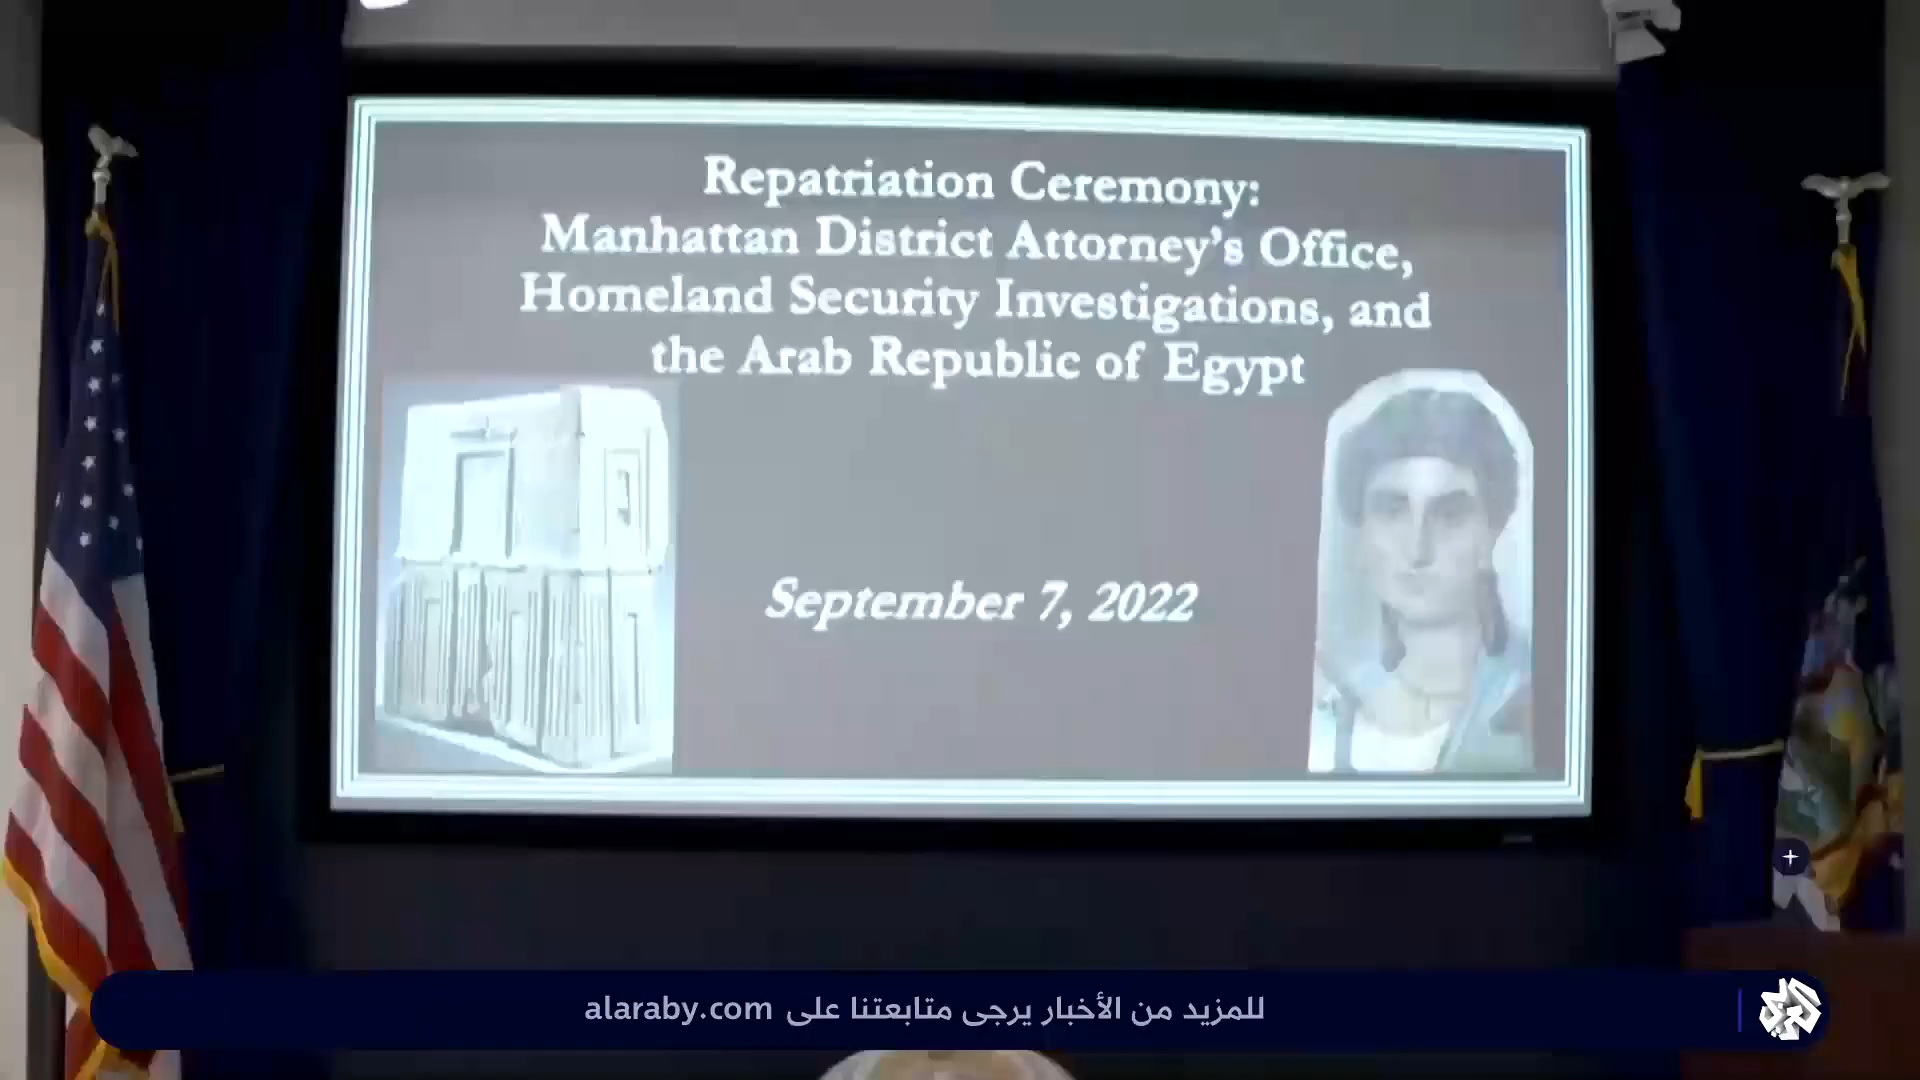 Repatriation Ceremony:
Manhattan District Attorney's Office,
Homeland Security Investigations, and
the Arab Republic of Egypt
September 7, 2022
للمزيد من الأخبار يرجى متابعتنا على alaraby.com